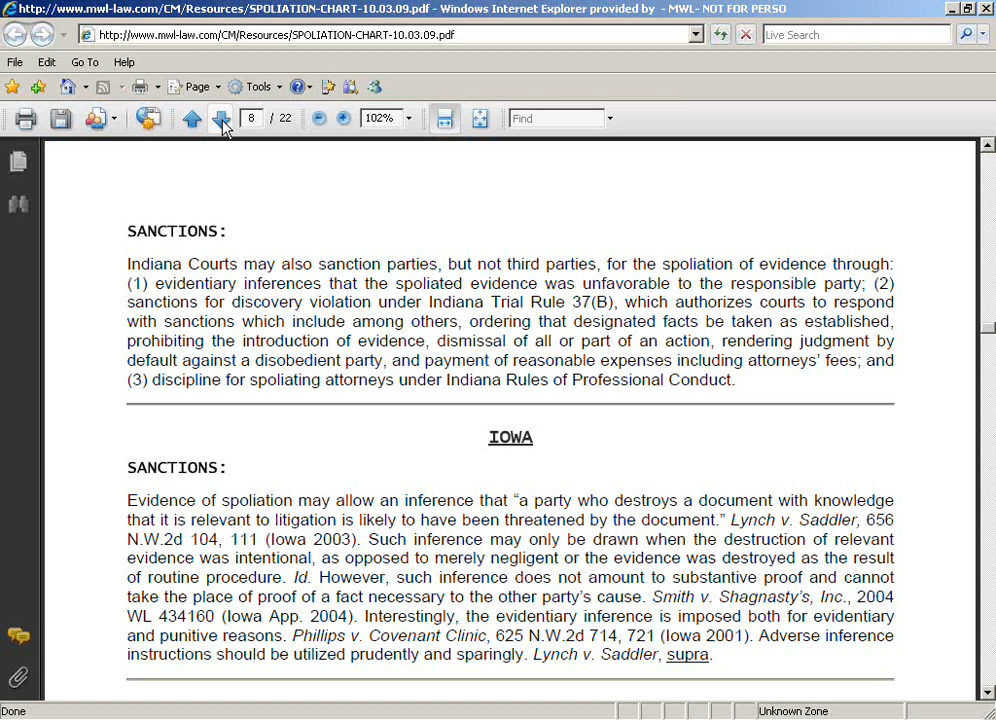 http://www.mwl-law.com/CM/Resources/SPOLIATION-CHART-10.03.09.pdf - Windows Internet Explorer provided by - MWL- NOT FOR PERSO
http://www.mwl-law.com/CM/Resources/SPOLIATION-CHART-10.03.09.pdf Live Search
File Edit Go To Help
Page Tools
8 / 22 102% Find
SANCTIONS:
Indiana Courts may also sanction parties, but not third parties, for the spoliation of evidence through:
(1) evidentiary inferences that the spoliated evidence was unfavorable to the responsible party; (2)
sanctions for discovery violation under Indiana Trial Rule 37(B), which authorizes courts to respond
with sanctions which include among others, ordering that designated facts be taken as established,
prohibiting the introduction of evidence, dismissal of all or part of an action, rendering judgment by
default against a disobedient party, and payment of reasonable expenses including attorneys' fees; and
(3) discipline for spoliating attorneys under Indiana Rules of Professional Conduct.
IOWA
SANCTIONS:
Evidence of spoliation may allow an inference that “a party who destroys a document with knowledge
that it is relevant to litigation is likely to have been threatened by the document.” Lynch v. Saddler, 656
N.W.2d 104, 111 (Iowa 2003). Such inference may only be drawn when the destruction of relevant
evidence was intentional, as opposed to merely negligent or the evidence was destroyed as the result
of routine procedure. Id. However, such inference does not amount to substantive proof and cannot
take the place of proof of a fact necessary to the other party's cause. Smith v. Shagnasty's, Inc., 2004
WL 434160 (Iowa App. 2004). Interestingly, the evidentiary inference is imposed both for evidentiary
and punitive reasons. Phillips v. Covenant Clinic, 625 N.W.2d 714, 721 (Iowa 2001). Adverse inference
instructions should be utilized prudently and sparingly. Lynch v. Saddler, supra.
Done Unknown Zone